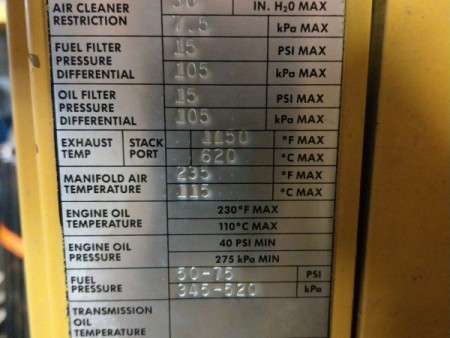 AIR CLEANER 30 IN. H₂0 MAX
RESTRICTION 7.5 kPa MAX
FUEL FILTER 15 PSI MAX
PRESSURE
DIFFERENTIAL 105 kPa MAX
OIL FILTER 15 PSI MAX
PRESSURE
DIFFERENTIAL 105 kPa MAX
EXHAUST STACK 1150 °F MAX
TEMP PORT 620 °C MAX
MANIFOLD AIR 235 °F MAX
TEMPERATURE 115 °C MAX
ENGINE OIL 230°F MAX
TEMPERATURE 110°C MAX
ENGINE OIL 40 PSI MIN
PRESSURE 275 kPa MIN
FUEL 50-75 PSI
PRESSURE 345-520 kPa
TRANSMISSION
OIL
TEMPERATURE